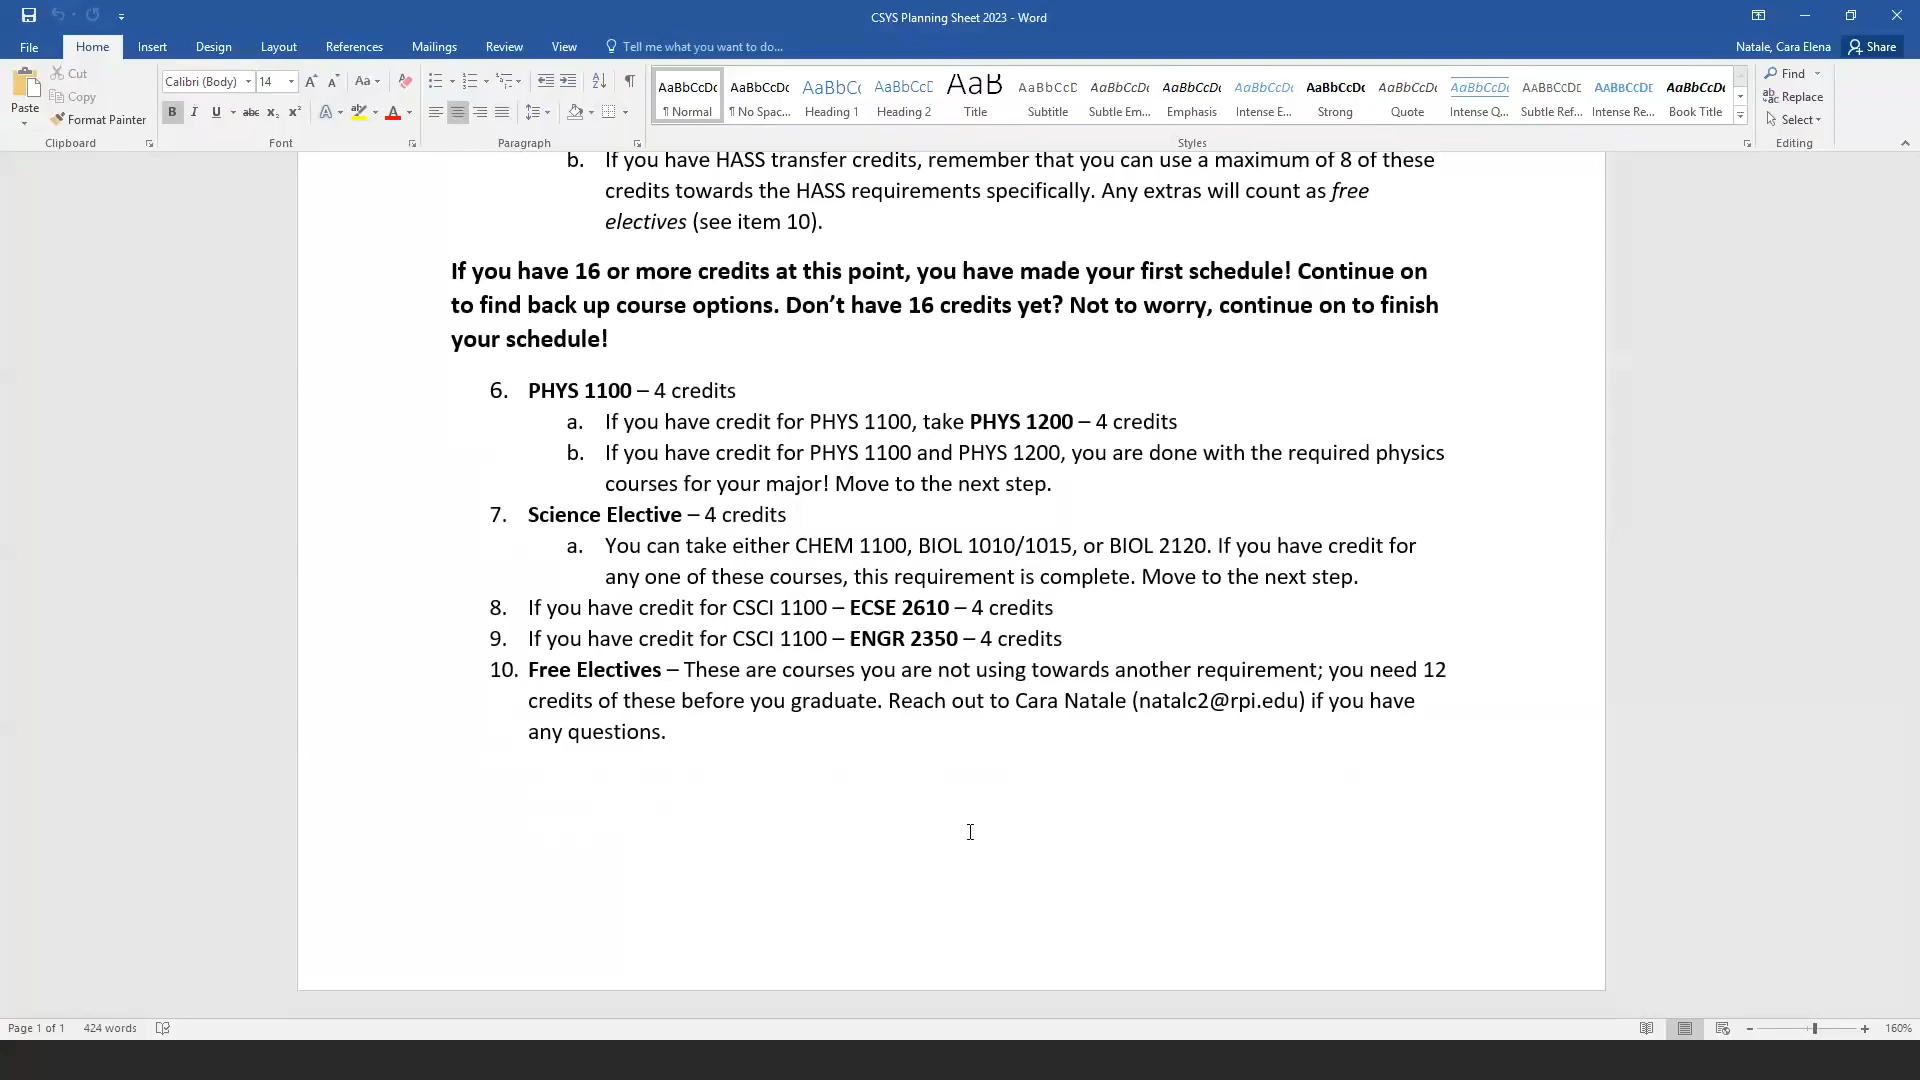 CSYS Planning Sheet 2023 - Word
File Home Insert Design Layout References Mailings Review View Tell me what you want to do... Natale, Cara Elena Share
Paste
Cut
Copy
Format Painter
Clipboard
Calibri (Body) 14
Font
Paragraph
AaBbCcDc AaBbCcDc AaBbCc AaBbCcD AaB AaBbCcD AaBbCcDc AaBbCcDc AaBbCcDc AaBbCcDc AaBbCcDc AaBbCcDc AaBbCcDc AaBbCcDc AaBbCcDc
¶ Normal ¶ No Spac... Heading 1 Heading 2 Title Subtitle Subtle Em... Emphasis Intense E... Strong Quote Intense Q... Subtle Ref... Intense Re... Book Title
Styles
Find
Replace
Select
Editing
b. If you have HASS transfer credits, remember that you can use a maximum of 8 of these
credits towards the HASS requirements specifically. Any extras will count as free
electives (see item 10).
If you have 16 or more credits at this point, you have made your first schedule! Continue on
to find back up course options. Don’t have 16 credits yet? Not to worry, continue on to finish
your schedule!
6. PHYS 1100 – 4 credits
a. If you have credit for PHYS 1100, take PHYS 1200 – 4 credits
b. If you have credit for PHYS 1100 and PHYS 1200, you are done with the required physics
courses for your major! Move to the next step.
7. Science Elective – 4 credits
a. You can take either CHEM 1100, BIOL 1010/1015, or BIOL 2120. If you have credit for
any one of these courses, this requirement is complete. Move to the next step.
8. If you have credit for CSCI 1100 – ECSE 2610 – 4 credits
9. If you have credit for CSCI 1100 – ENGR 2350 – 4 credits
10. Free Electives – These are courses you are not using towards another requirement; you need 12
credits of these before you graduate. Reach out to Cara Natale (natalc2@rpi.edu) if you have
any questions.
Page 1 of 1 424 words 160%